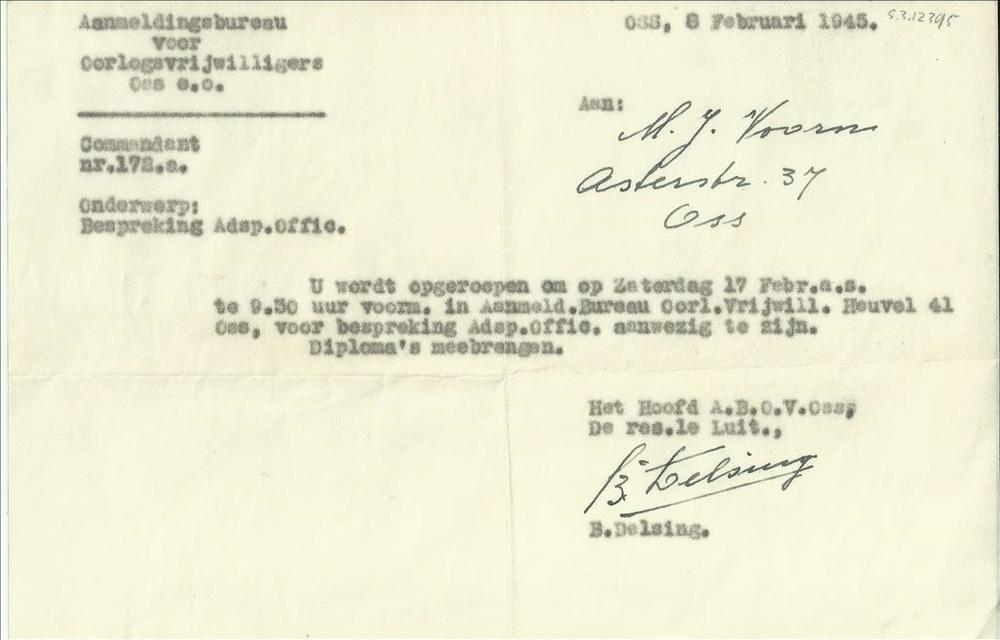 Aanmeldingsbureau
voor
Oorlogsvrijwilligers
Oss e.o.
Oss, 8 Februari 1945.
S.3.12395
Aan:
M. J. Voorn
Asterstr. 37
Oss
Commandant
nr.172.a.
Onderwerp:
Bespreking Adsp.Offic.
U wordt opgeroepen om op Zaterdag 17 Febr.a.s.
te 9.30 uur voorm. in Aanmeld.Bureau Oorl.Vrijwill. Heuvel 41
Oss, voor bespreking Adsp.Offic. aanwezig te zijn.
Diploma's meebrengen.
Het Hoofd A.B.O.V.Oss,
De res.1e Luit.,
B. Delsing
B.Delsing.